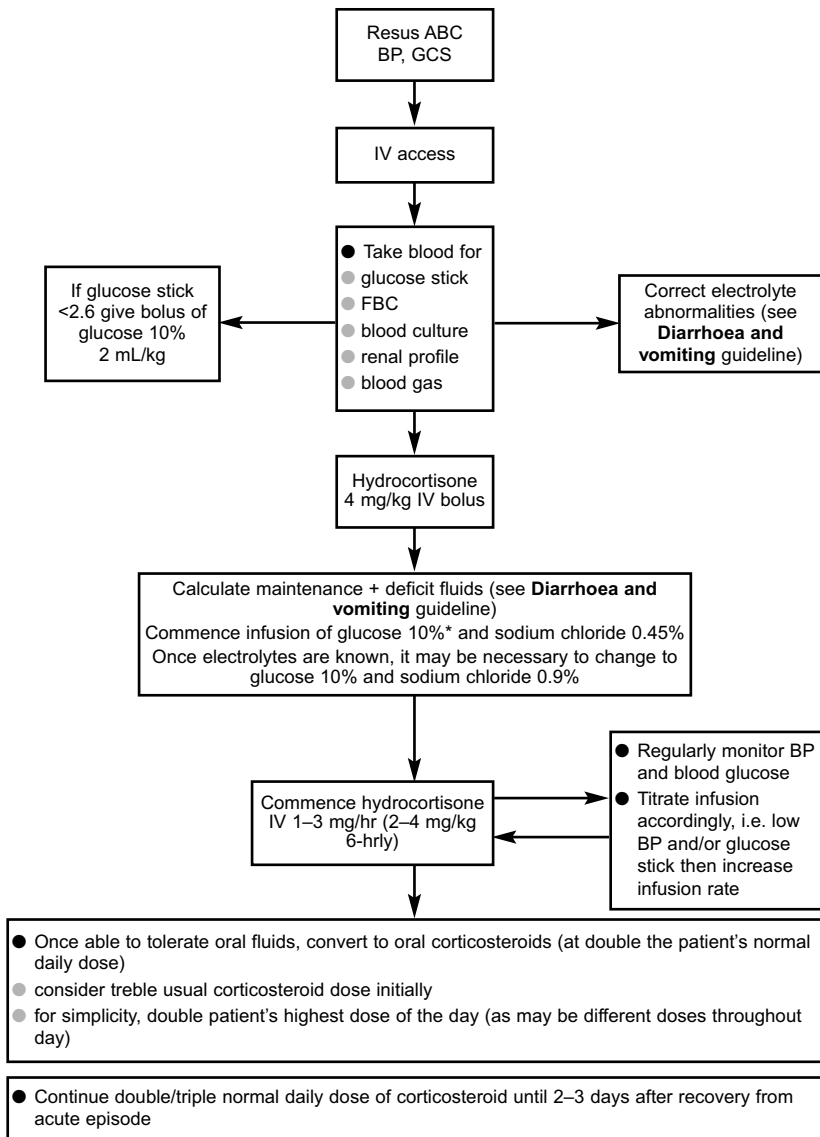 Resus ABC
BP, GCS
IV access
● Take blood for
● glucose stick
● FBC
● blood culture
● renal profile
● blood gas
If glucose stick
<2.6 give bolus of
glucose 10%
2 mL/kg
Correct electrolyte
abnormalities (see
Diarrhoea and
vomiting guideline)
Hydrocortisone
4 mg/kg IV bolus
Calculate maintenance + deficit fluids (see Diarrhoea and
vomiting guideline)
Commence infusion of glucose 10%* and sodium chloride 0.45%
Once electrolytes are known, it may be necessary to change to
glucose 10% and sodium chloride 0.9%
Commence hydrocortisone
IV 1–3 mg/hr (2–4 mg/kg
6-hrly)
● Regularly monitor BP
and blood glucose
● Titrate infusion
accordingly, i.e. low
BP and/or glucose
stick then increase
infusion rate
● Once able to tolerate oral fluids, convert to oral corticosteroids (at double the patient's normal
daily dose)
● consider treble usual corticosteroid dose initially
● for simplicity, double patient's highest dose of the day (as may be different doses throughout
day)
● Continue double/triple normal daily dose of corticosteroid until 2–3 days after recovery from
acute episode